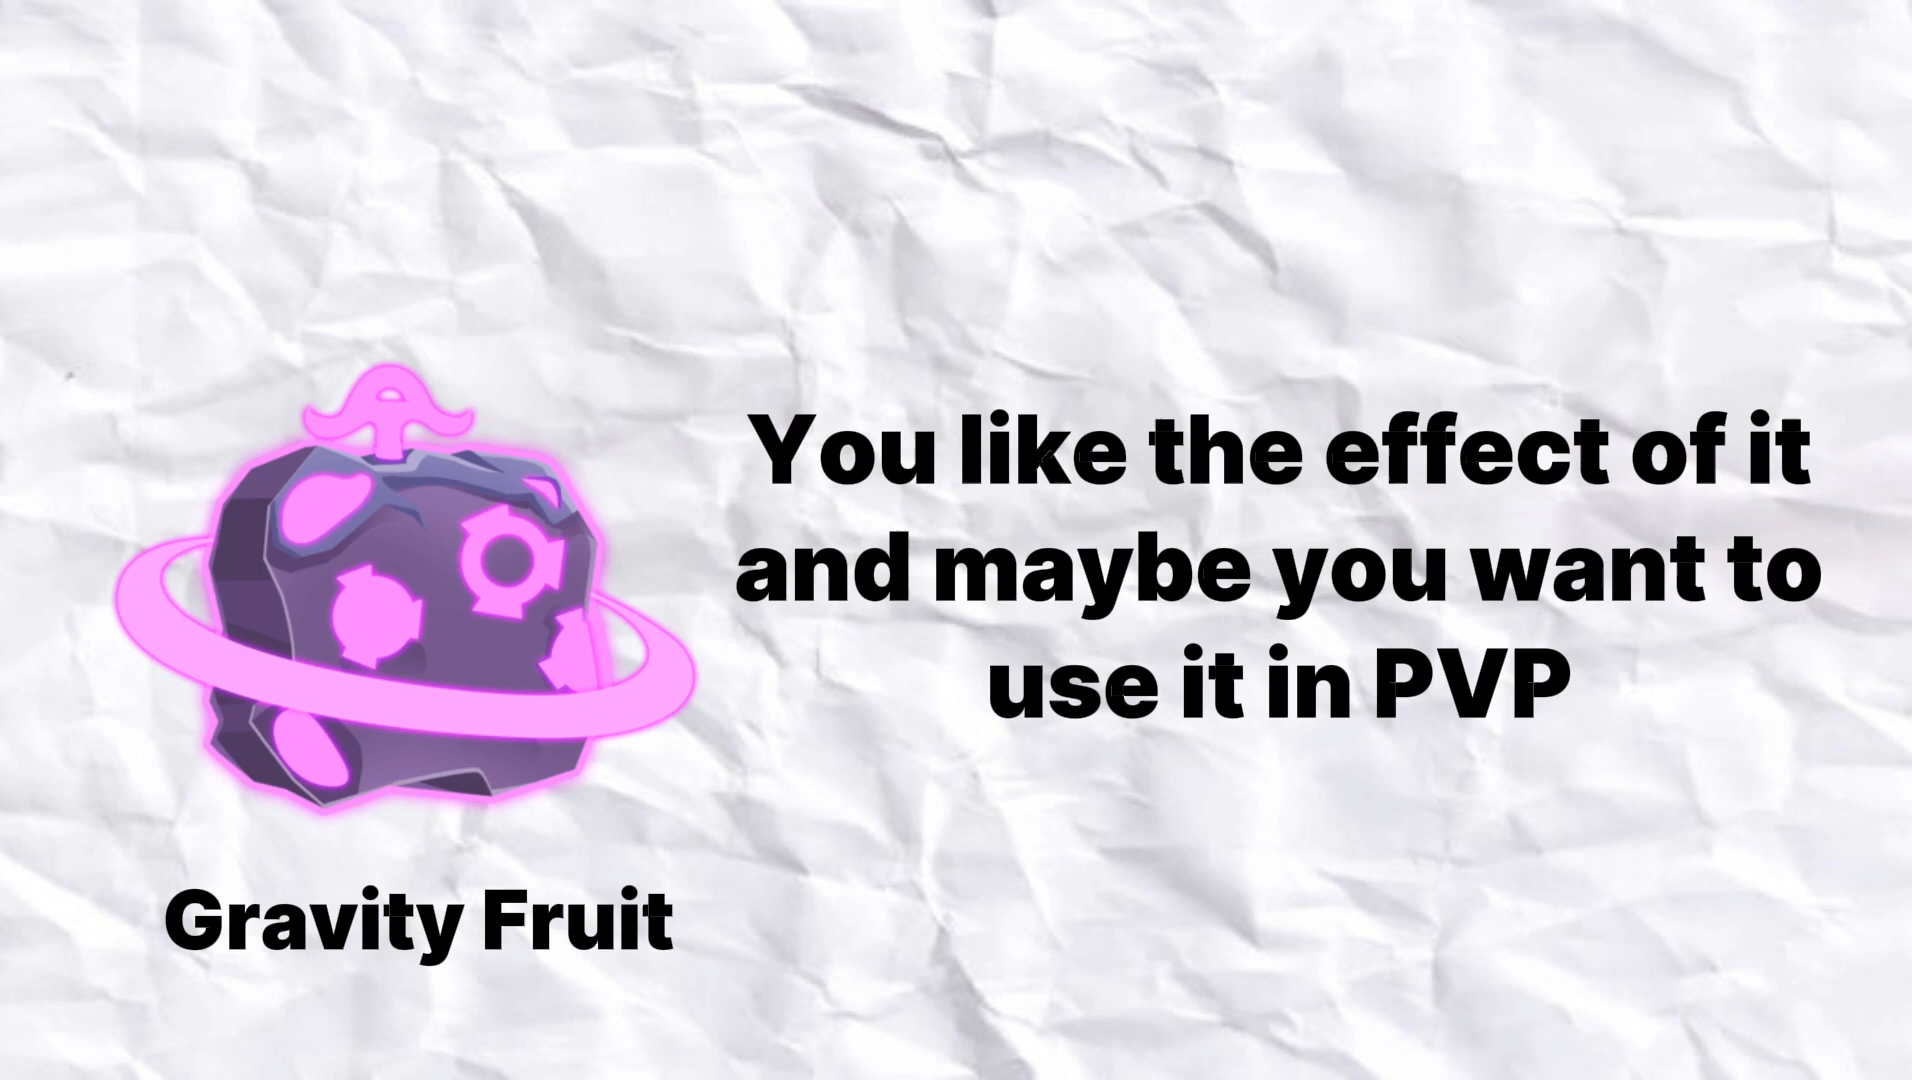 You like the effect of it
and maybe you want to
use it in PVP
Gravity Fruit